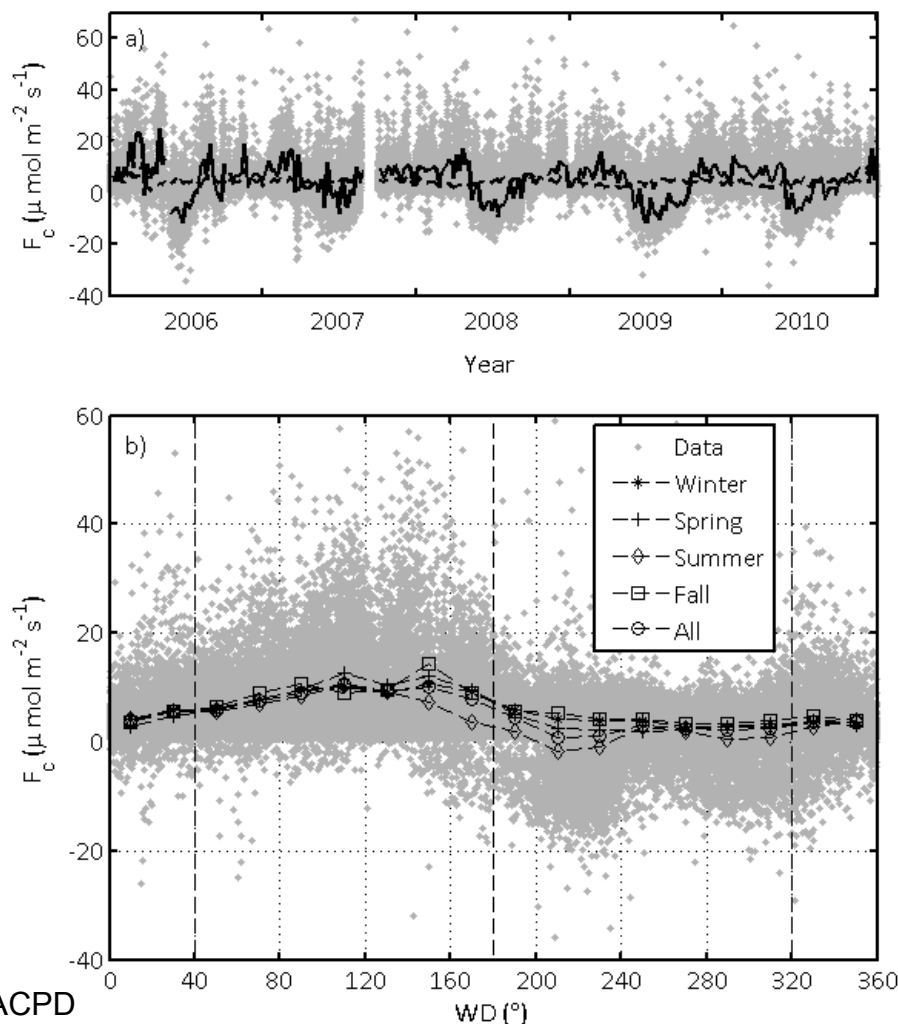 a)
F_c (μ mol m^-2 s^-1)
60
40
20
0
-20
-40
2006 2007 2008 2009 2010
Year
b)
F_c (μ mol m^-2 s^-1)
60
40
20
0
-20
-40
Data
Winter
Spring
Summer
Fall
All
0 40 80 120 160 200 240 280 320 360
WD (°)
ACPD